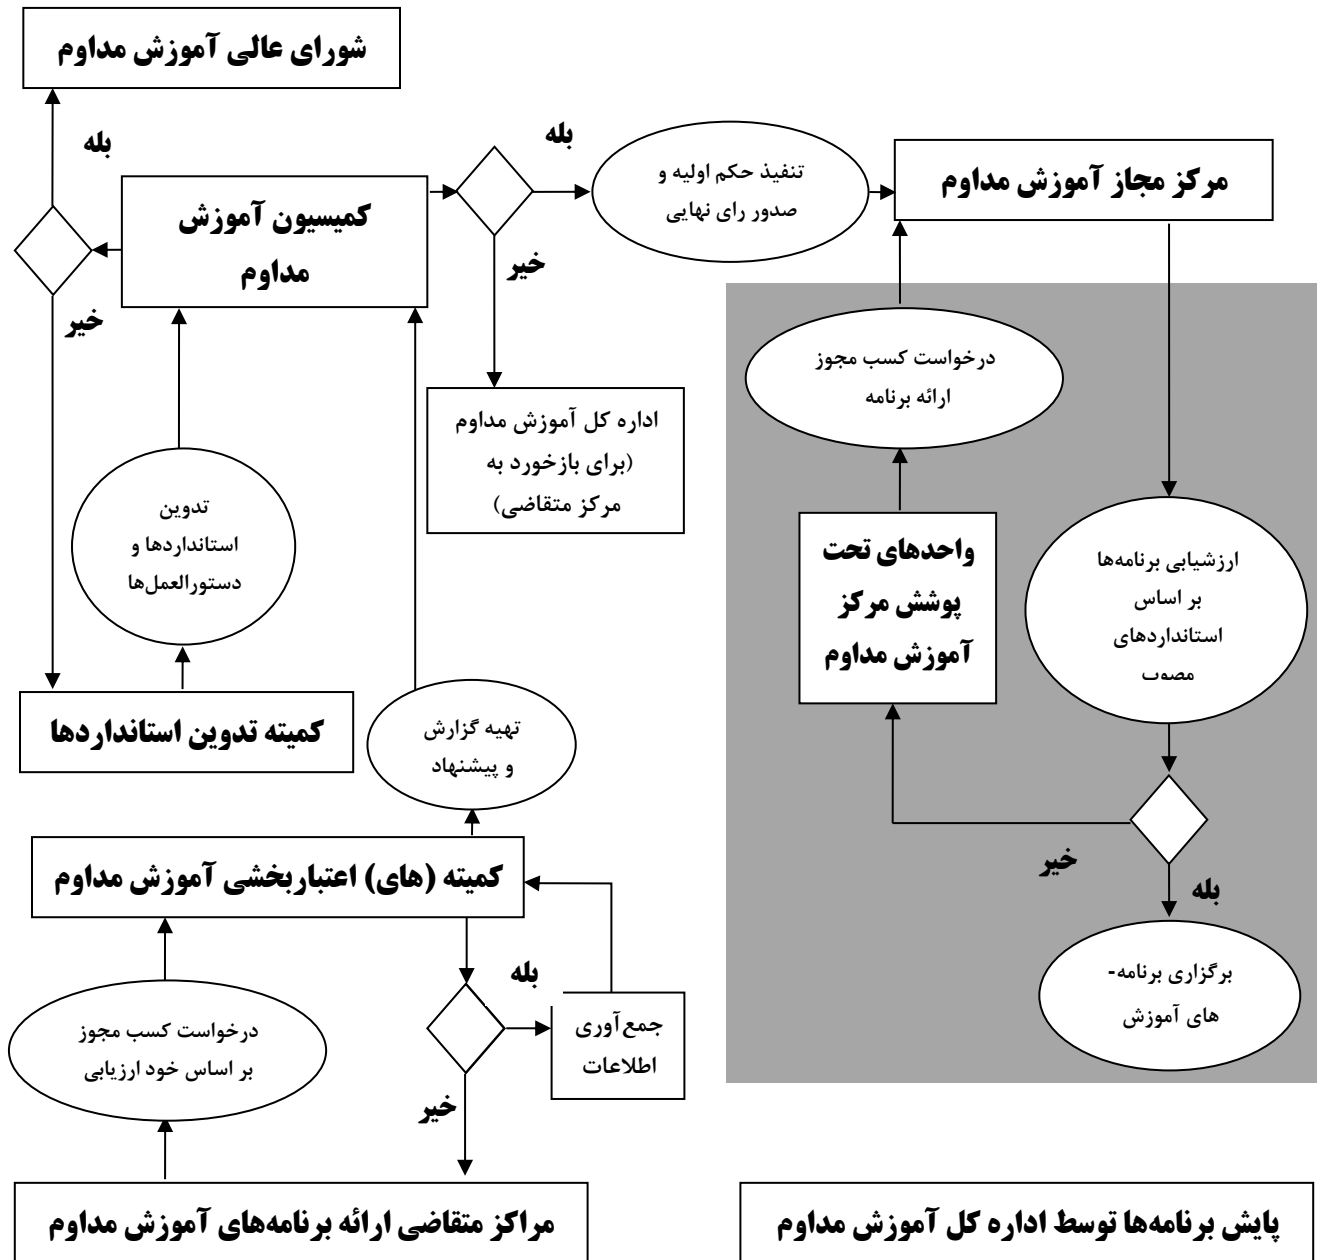 شورای عالی آموزش مداوم
بله
بله
تنفیذ حکم اولیه و
صدور رای نهایی
مرکز مجاز آموزش مداوم
کمیسیون آموزش
مداوم
خیر
خیر
درخواست کسب مجوز
ارائه برنامه
اداره کل آموزش مداوم
(برای بازخورد به
مرکز متقاضی)
تدوین
استانداردها و
دستورالعمل‌ها
واحدهای تحت
پوشش مرکز
آموزش مداوم
ارزشیابی برنامه‌ها
بر اساس
استانداردهای
مصوب
کمیته تدوین استانداردها
تهیه گزارش
و پیشنهاد
خیر
بله
کمیته (های) اعتباربخشی آموزش مداوم
بله
جمع‌آوری
اطلاعات
برگزاری برنامه-
های آموزش
درخواست کسب مجوز
بر اساس خود ارزیابی
خیر
مراکز متقاضی ارائه برنامه‌های آموزش مداوم
پایش برنامه‌ها توسط اداره کل آموزش مداوم